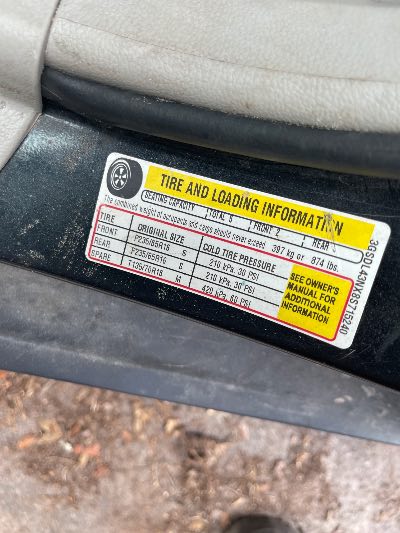 TIRE AND LOADING INFORMATION
SEATING CAPACITY TOTAL 5 FRONT 2 REAR
The combined weight of occupants and cargo should never exceed 397 kg or 874 lbs.
TIRE ORIGINAL SIZE COLD TIRE PRESSURE
FRONT P235/65R16 S 210 kPa, 30 PSI
REAR P235/65R16 S 210 kPa, 30 PSI
SPARE T135/70R16 M 420 kPa, 60 PSI
SEE OWNER'S
MANUAL FOR
ADDITIONAL
INFORMATION
3GSDL43NX8S715240